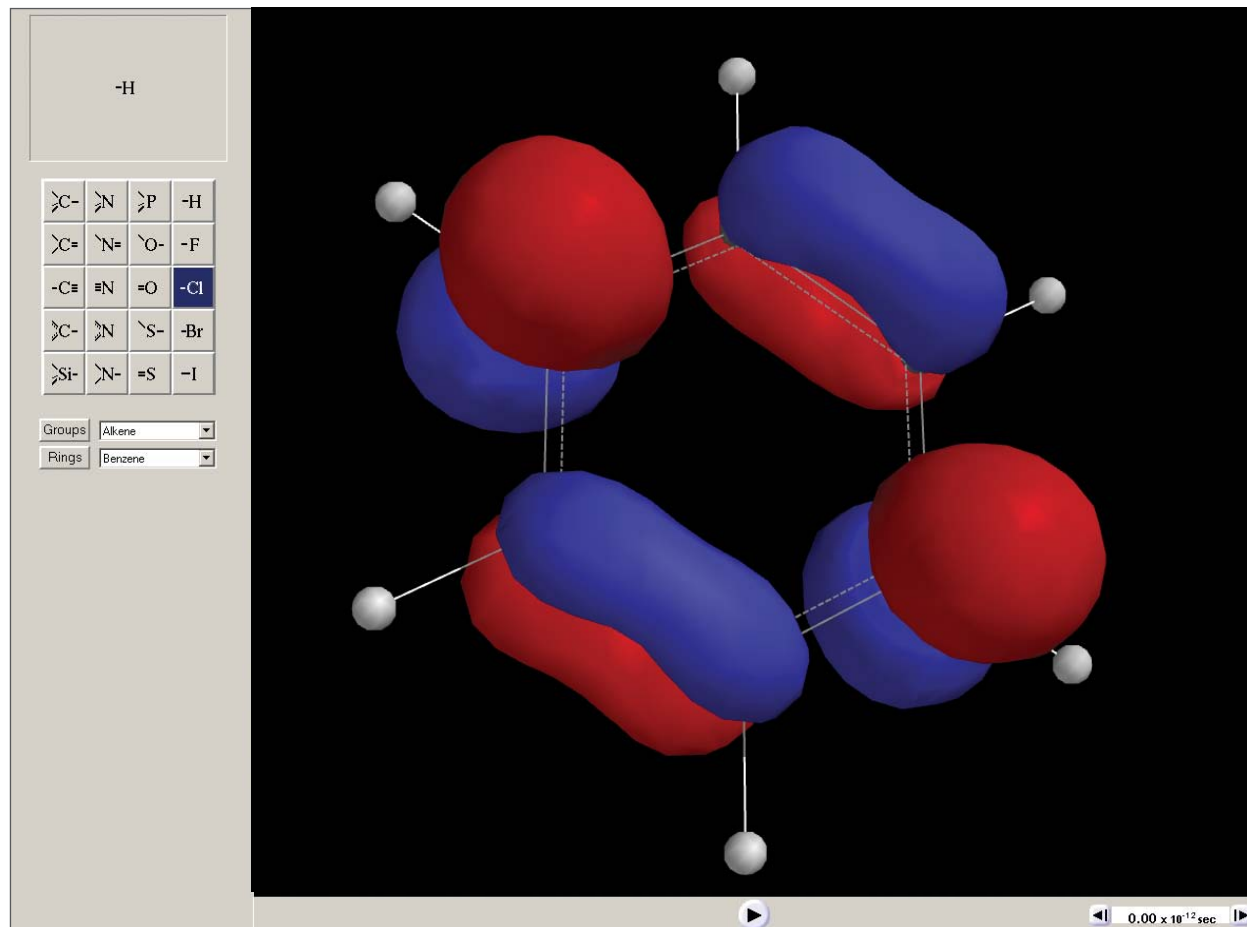 -H
C- N P -H
C= N= O- -F
-C≡ ≡N =O -Cl
C- N S- -Br
Si- N- =S -I
Groups Alkene
Rings Benzene
0.00 x 10-12 sec